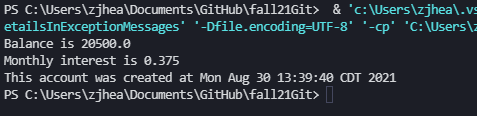 PS C:\Users\zjhea\Documents\GitHub\fall21Git>  & 'c:\Users\zjhea\.vs
etailsInExceptionMessages' '-Dfile.encoding=UTF-8' '-cp' 'C:\Users\z
Balance is 20500.0
Monthly interest is 0.375
This account was created at Mon Aug 30 13:39:40 CDT 2021
PS C:\Users\zjhea\Documents\GitHub\fall21Git>